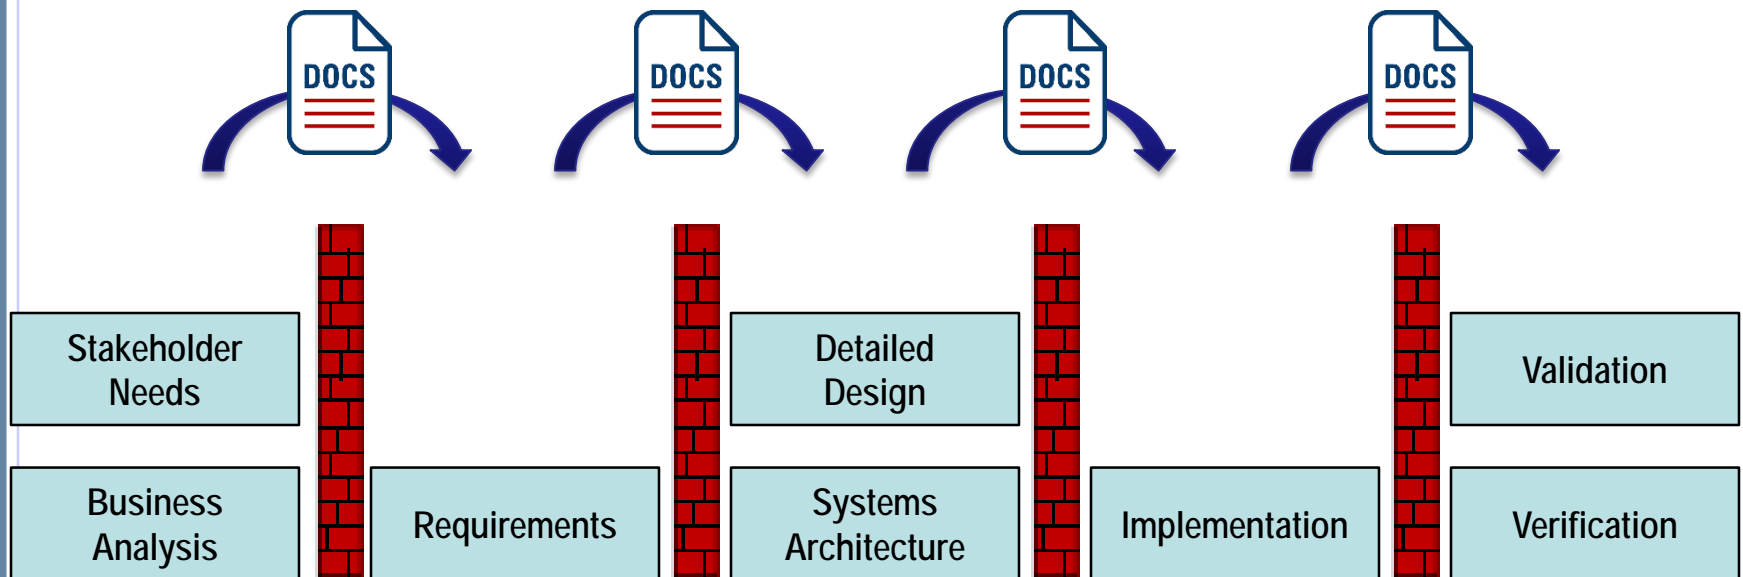 DOCS
DOCS
DOCS
DOCS
Stakeholder
Needs
Detailed
Design
Validation
Business
Analysis
Requirements
Systems
Architecture
Implementation
Verification